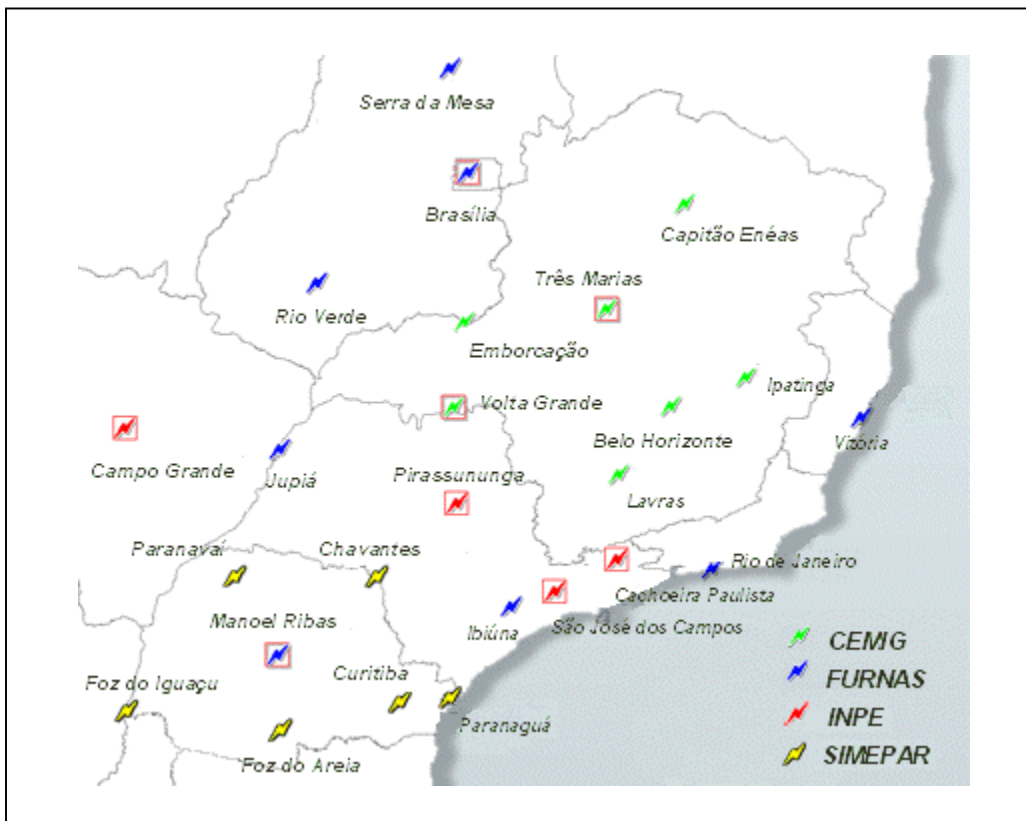 Serra da Mesa
Brasília
Capitão Enéas
Três Marias
Rio Verde
Emborcação
Ipatinga
Volta Grande
Belo Horizonte
Vitória
Campo Grande
Jupiá
Pirassununga
Lavras
Paranavaí
Chavantes
Rio de Janeiro
Cachoeira Paulista
Manoel Ribas
Ibiúna
São José dos Campos
Foz do Iguaçu
Curitiba
Paranaguá
Foz do Areia
CEMIG
FURNAS
INPE
SIMEPAR